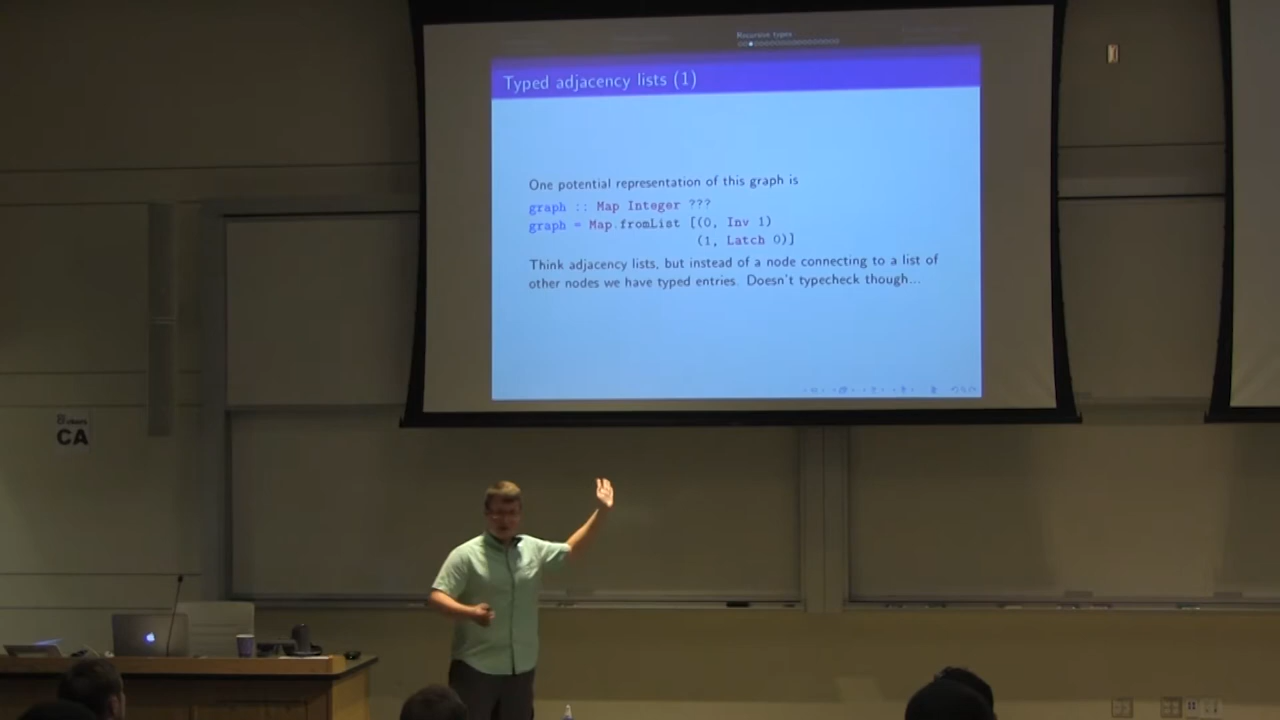 Recursive types
Typed adjacency lists (1)
One potential representation of this graph is
graph :: Map Integer ???
graph = Map.fromList [(0, Inv 1)
(1, Latch 0)]
Think adjacency lists, but instead of a node connecting to a list of
other nodes we have typed entries. Doesn't typecheck though...
CA